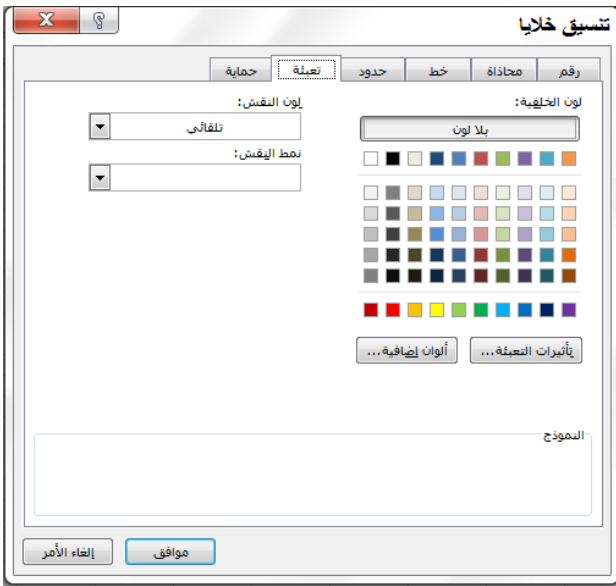 تنسيق خلايا
رقم محاذاة خط حدود تعبئة حماية
لون الخلفية: لون النقش:
بلا لون تلقائي
نمط النقش:
تأثيرات التعبئة... ألوان إضافية...
النموذج
موافق إلغاء الأمر